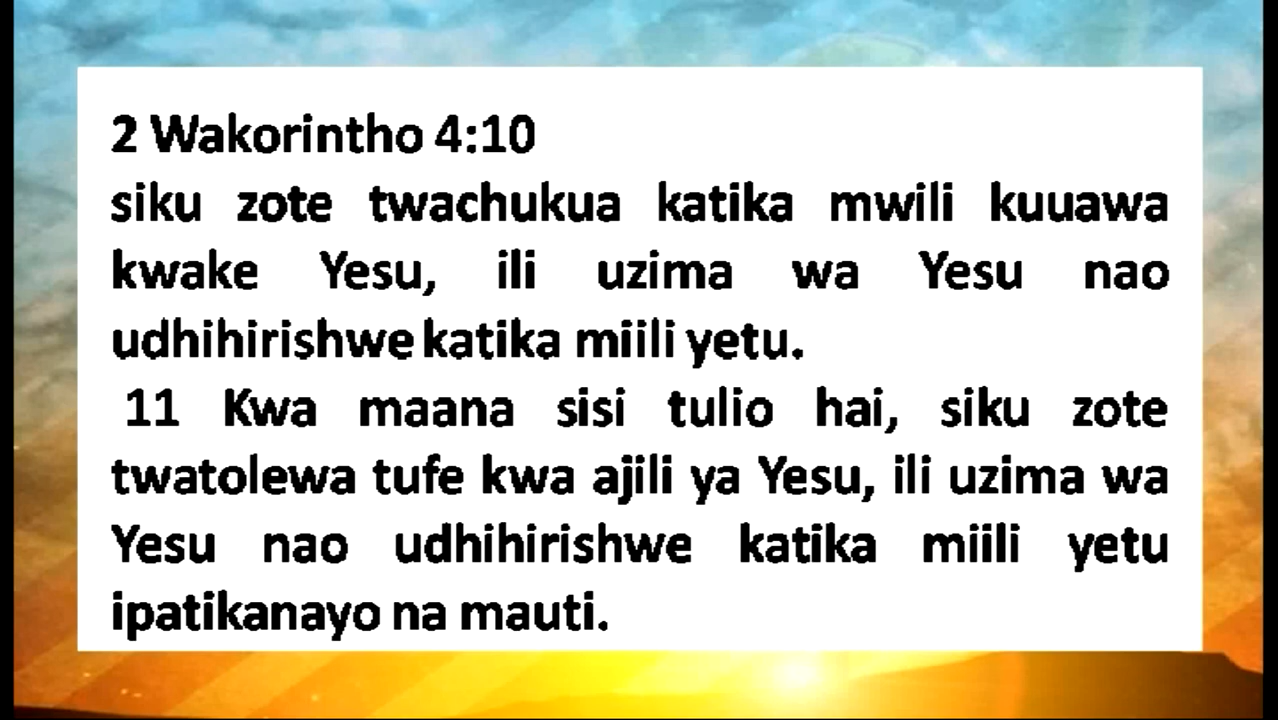 2 Wakorintho 4:10
siku zote twachukua katika mwili kuuawa
kwake Yesu, ili uzima wa Yesu nao
udhihirishwe katika miili yetu.
11 Kwa maana sisi tulio hai, siku zote
twatolewa tufe kwa ajili ya Yesu, ili uzima wa
Yesu nao udhihirishwe katika miili yetu
ipatikanayo na mauti.